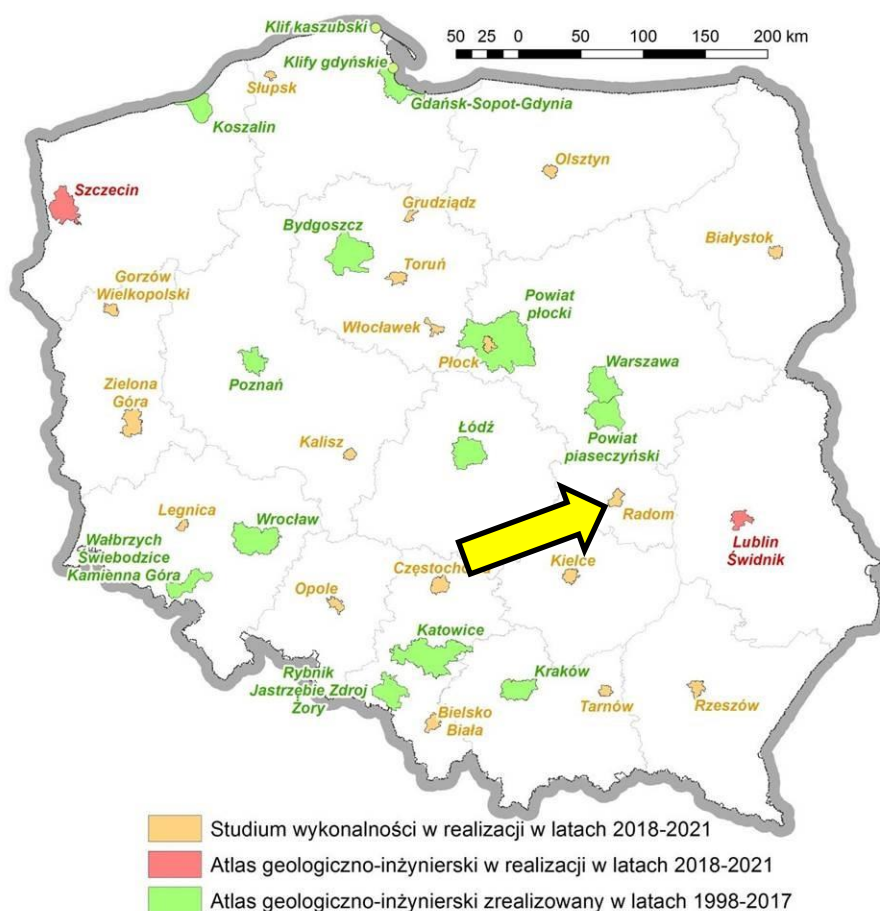 Klif kaszubski
50 25 0 50 100 150 200 km
Klify gdyńskie
Słupsk
Gdańsk-Sopot-Gdynia
Koszalin
Olsztyn
Szczecin
Grudziądz
Bydgoszcz
Białystok
Toruń
Gorzów
Wielkopolski
Powiat
płocki
Włocławek
Płock
Warszawa
Poznań
Zielona
Góra
Łódź
Kalisz
Powiat
piaseczyński
Legnica
Radom
Wrocław
Wałbrzych
Świebodzice
Kamienna Góra
Lublin
Świdnik
Kielce
Opole
Katowice
Rybnik
Jastrzębie Zdroj
Żory
Kraków
Bielsko
Biała
Tarnów
Rzeszów
Studium wykonalności w realizacji w latach 2018-2021
Atlas geologiczno-inżynierski w realizacji w latach 2018-2021
Atlas geologiczno-inżynierski zrealizowany w latach 1998-2017